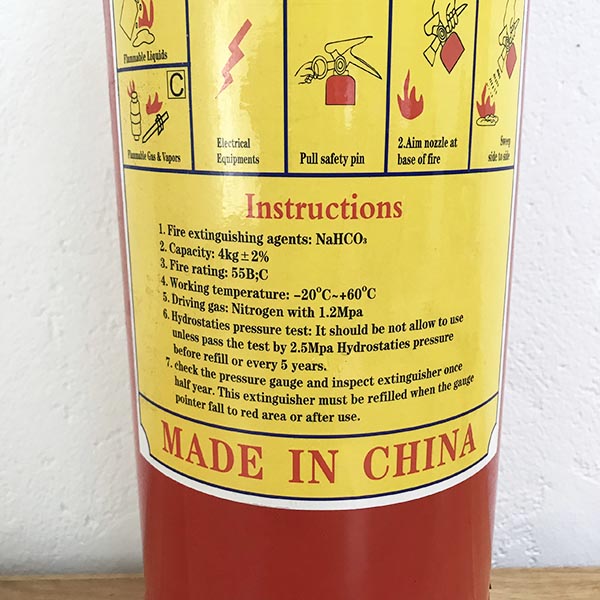 Flammable Liquids
C
Flammable Gas & Vapors
Electrical
Equipments
Pull safety pin
2.Aim nozzle at
base of fire
Sweep
side to side
Instructions
1. Fire extinguishing agents: NaHCO₃
2. Capacity: 4kg±2%
3. Fire rating: 55B;C
4. Working temperature: -20°C~+60°C
5. Driving gas: Nitrogen with 1.2Mpa
6. Hydrostaties pressure test: It should be not allow to use
unless pass the test by 2.5Mpa Hydrostaties pressure
before refill or every 5 years.
7. check the pressure gauge and inspect extinguisher once
half year. This extinguisher must be refilled when the gauge
pointer fall to red area or after use.
MADE IN CHINA